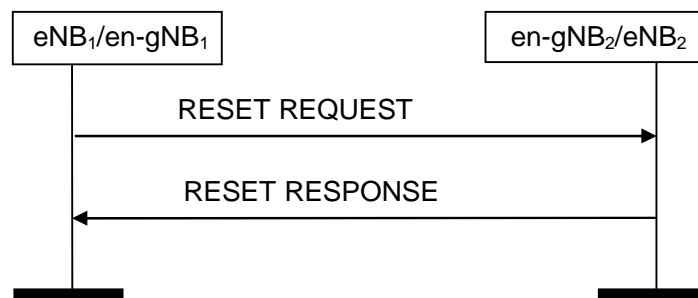 eNB₁/en-gNB₁
en-gNB₂/eNB₂
RESET REQUEST
RESET RESPONSE